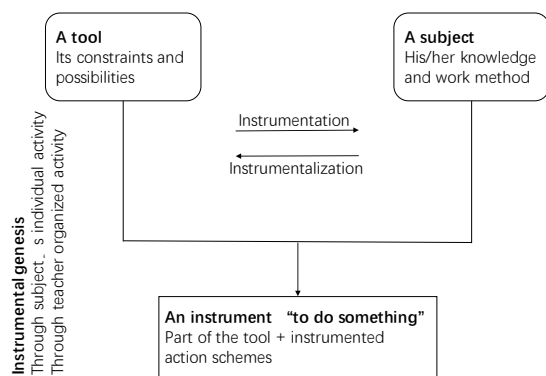 A tool
Its constraints and
possibilities
A subject
His/her knowledge
and work method
Instrumentation
Instrumentalization
Instrumental genesis
Through subject, s individual activity
Through teacher organized activity
An instrument “to do something”
Part of the tool + instrumented
action schemes